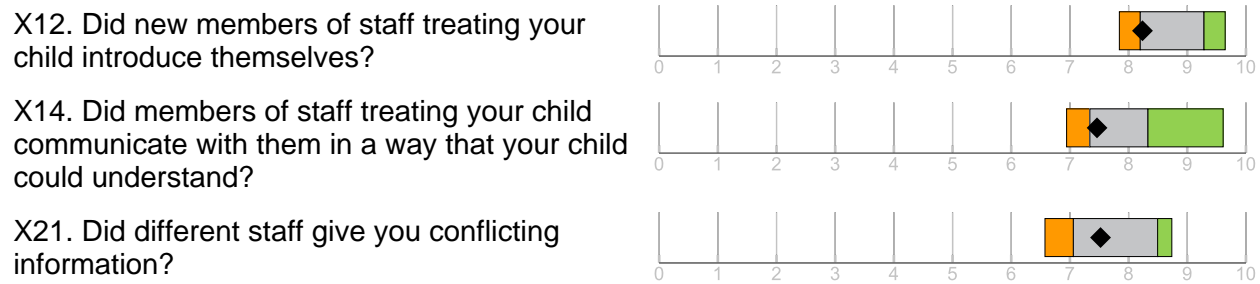 X12. Did new members of staff treating your
child introduce themselves?
0 1 2 3 4 5 6 7 8 9 10
X14. Did members of staff treating your child
communicate with them in a way that your child
could understand?
0 1 2 3 4 5 6 7 8 9 10
X21. Did different staff give you conflicting
information?
0 1 2 3 4 5 6 7 8 9 10